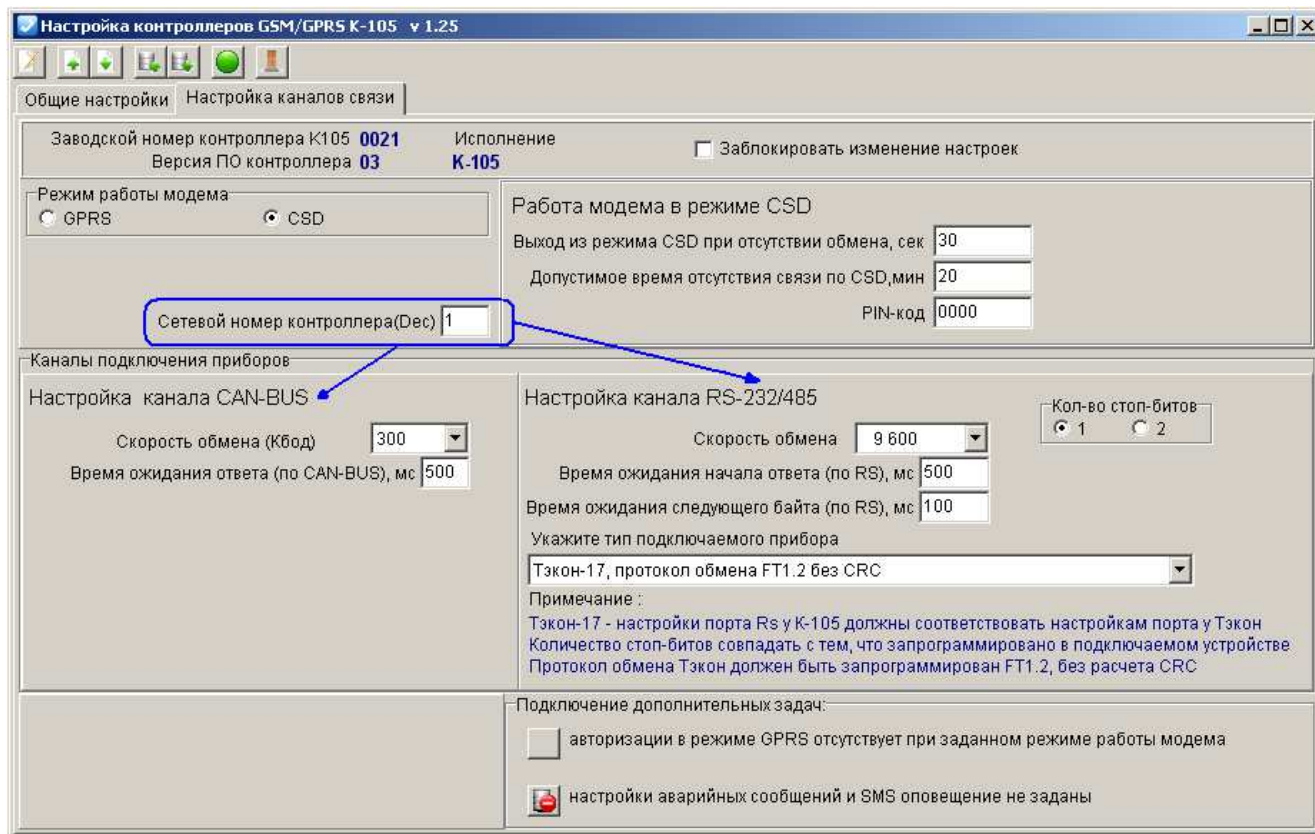 Настройка контроллеров GSM/GPRS K-105 v 1.25
Общие настройки Настройка каналов связи
Заводской номер контроллера K105 0021 Исполнение
Версия ПО контроллера 03 K-105
Заблокировать изменение настроек
Режим работы модема
GPRS CSD
Работа модема в режиме CSD
Выход из режима CSD при отсутствии обмена, сек 30
Допустимое время отсутствия связи по CSD,мин 20
PIN-код 0000
Сетевой номер контроллера(Dec) 1
Каналы подключения приборов
Настройка канала CAN-BUS
Скорость обмена (Кбод) 300
Время ожидания ответа (по CAN-BUS), мс 500
Настройка канала RS-232/485
Скорость обмена 9 600
Кол-во стоп-битов
1 2
Время ожидания начала ответа (по RS), мс 500
Время ожидания следующего байта (по RS), мс 100
Укажите тип подключаемого прибора
Тэкон-17, протокол обмена FT1.2 без CRC
Примечание :
Тэкон-17 - настройки порта Rs у К-105 должны соответствовать настройкам порта у Тэкон
Количество стоп-битов совпадать с тем, что запрограммировано в подключаемом устройстве
Протокол обмена Тэкон должен быть запрограммирован FT1.2, без расчета CRC
Подключение дополнительных задач:
авторизации в режиме GPRS отсутствует при заданном режиме работы модема
настройки аварийных сообщений и SMS оповещение не заданы